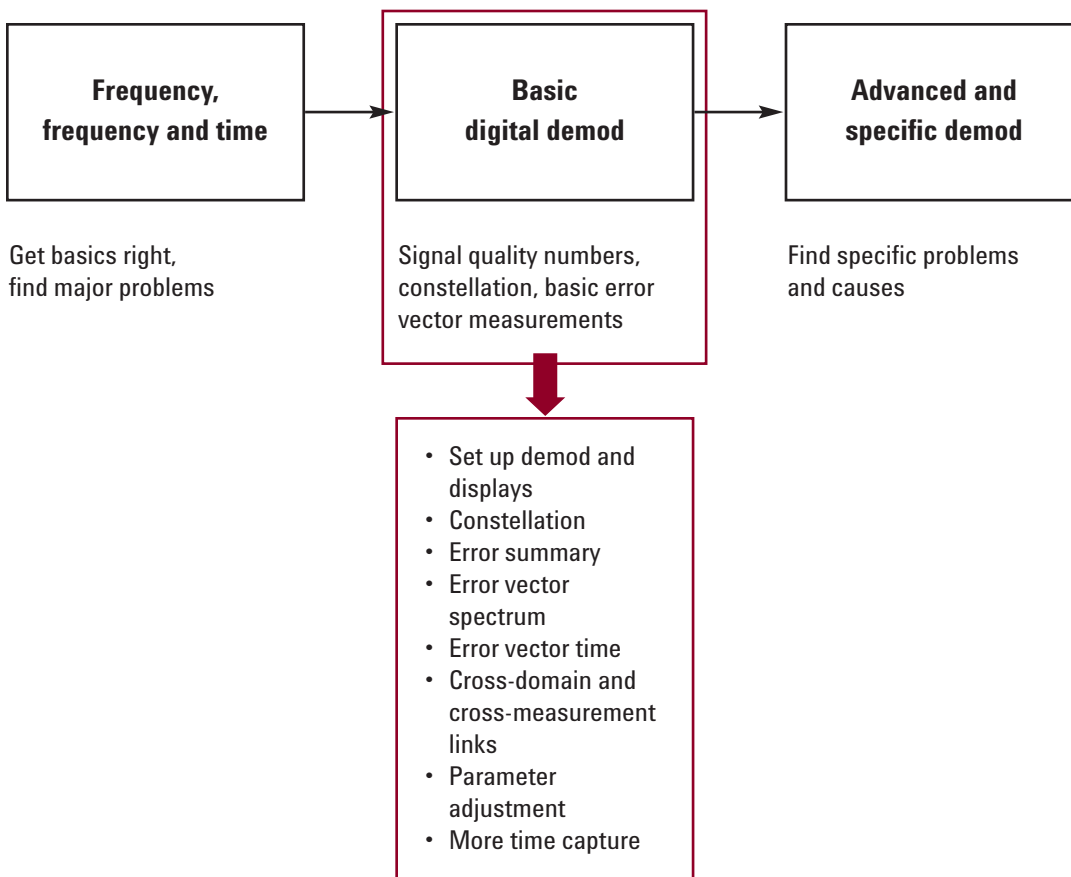 Frequency,
frequency and time
Basic
digital demod
Advanced and
specific demod
Get basics right,
find major problems
Signal quality numbers,
constellation, basic error
vector measurements
Find specific problems
and causes
• Set up demod and
displays
• Constellation
• Error summary
• Error vector
spectrum
• Error vector time
• Cross-domain and
cross-measurement
links
• Parameter
adjustment
• More time capture